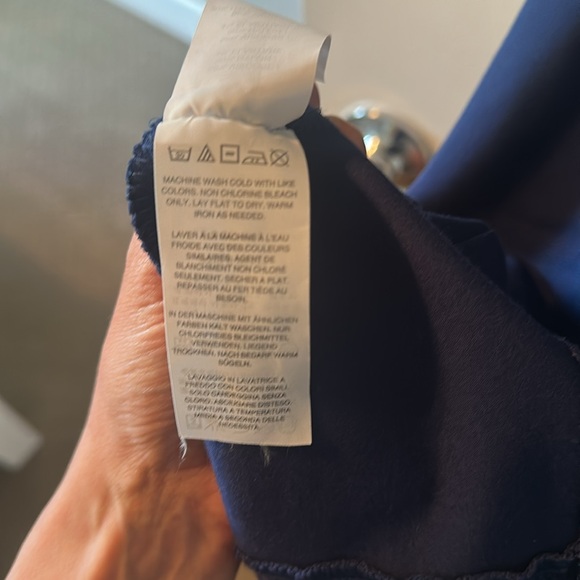 MACHINE WASH COLD WITH LIKE
COLORS. NON CHLORINE BLEACH
ONLY. LAY FLAT TO DRY. WARM
IRON AS NEEDED.
LAVER À LA MACHINE À L'EAU
FROIDE AVEC DES COULEURS
SIMILAIRES. AGENT DE
BLANCHIMENT NON CHLORÉ
SEULEMENT. SECHER A PLAT.
REPASSER AU FER TIÈDE AU
BESOIN.
IN DER MASCHINE MIT ÄHNLICHEN
FARBEN KALT WASCHEN. NUR
CHLORFREIES BLEICHMITTEL
VERWENDEN. LIEGEND
TROCKNEN. NACH BEDARF WARM
BÜGELN.
LAVAGGIO IN LAVATRICE A
FREDDO CON COLORI SIMILI.
SOLO CANDEGGINA SENZA
CLORO. ASCIUGARE DISTESO.
STIRATURA A TEMPERATURA
MEDIA A SECONDA DELLE
NECESSITÀ.